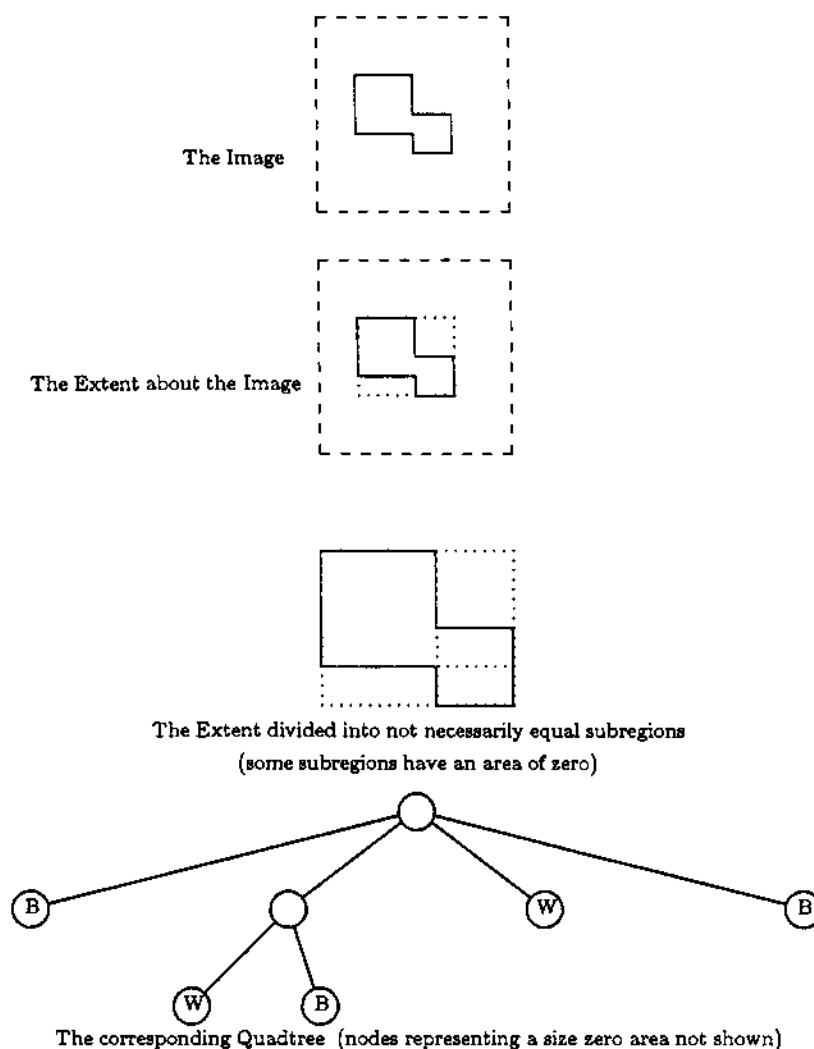 The Image
The Extent about the Image
The Extent divided into not necessarily equal subregions
(some subregions have an area of zero)
B
W
B
W
B
The corresponding Quadtree (nodes representing a size zero area not shown)